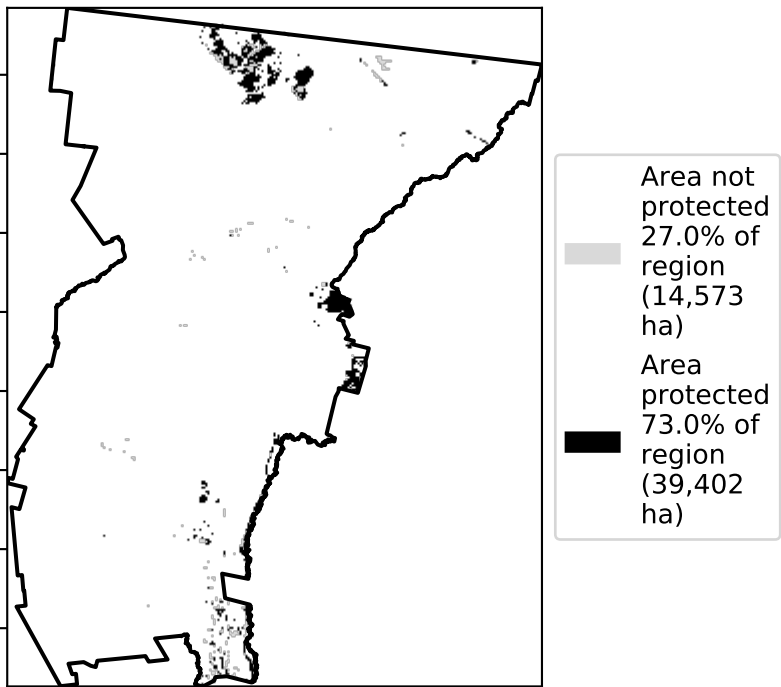 Area not
protected
27.0% of
region
(14,573
ha)
Area
protected
73.0% of
region
(39,402
ha)